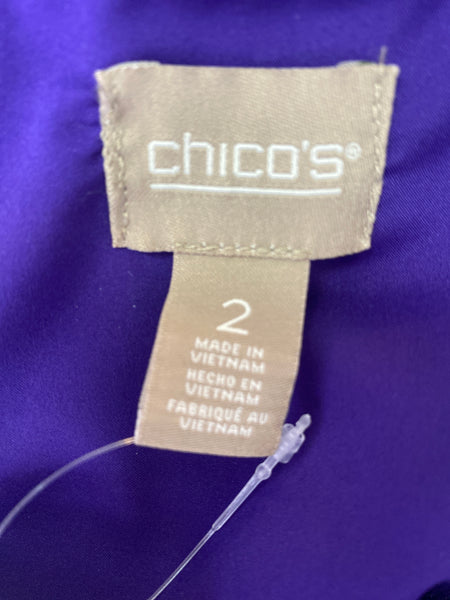 chico's®
2
MADE IN
VIETNAM
HECHO EN
VIETNAM
FABRIQUÉ AU
VIETNAM